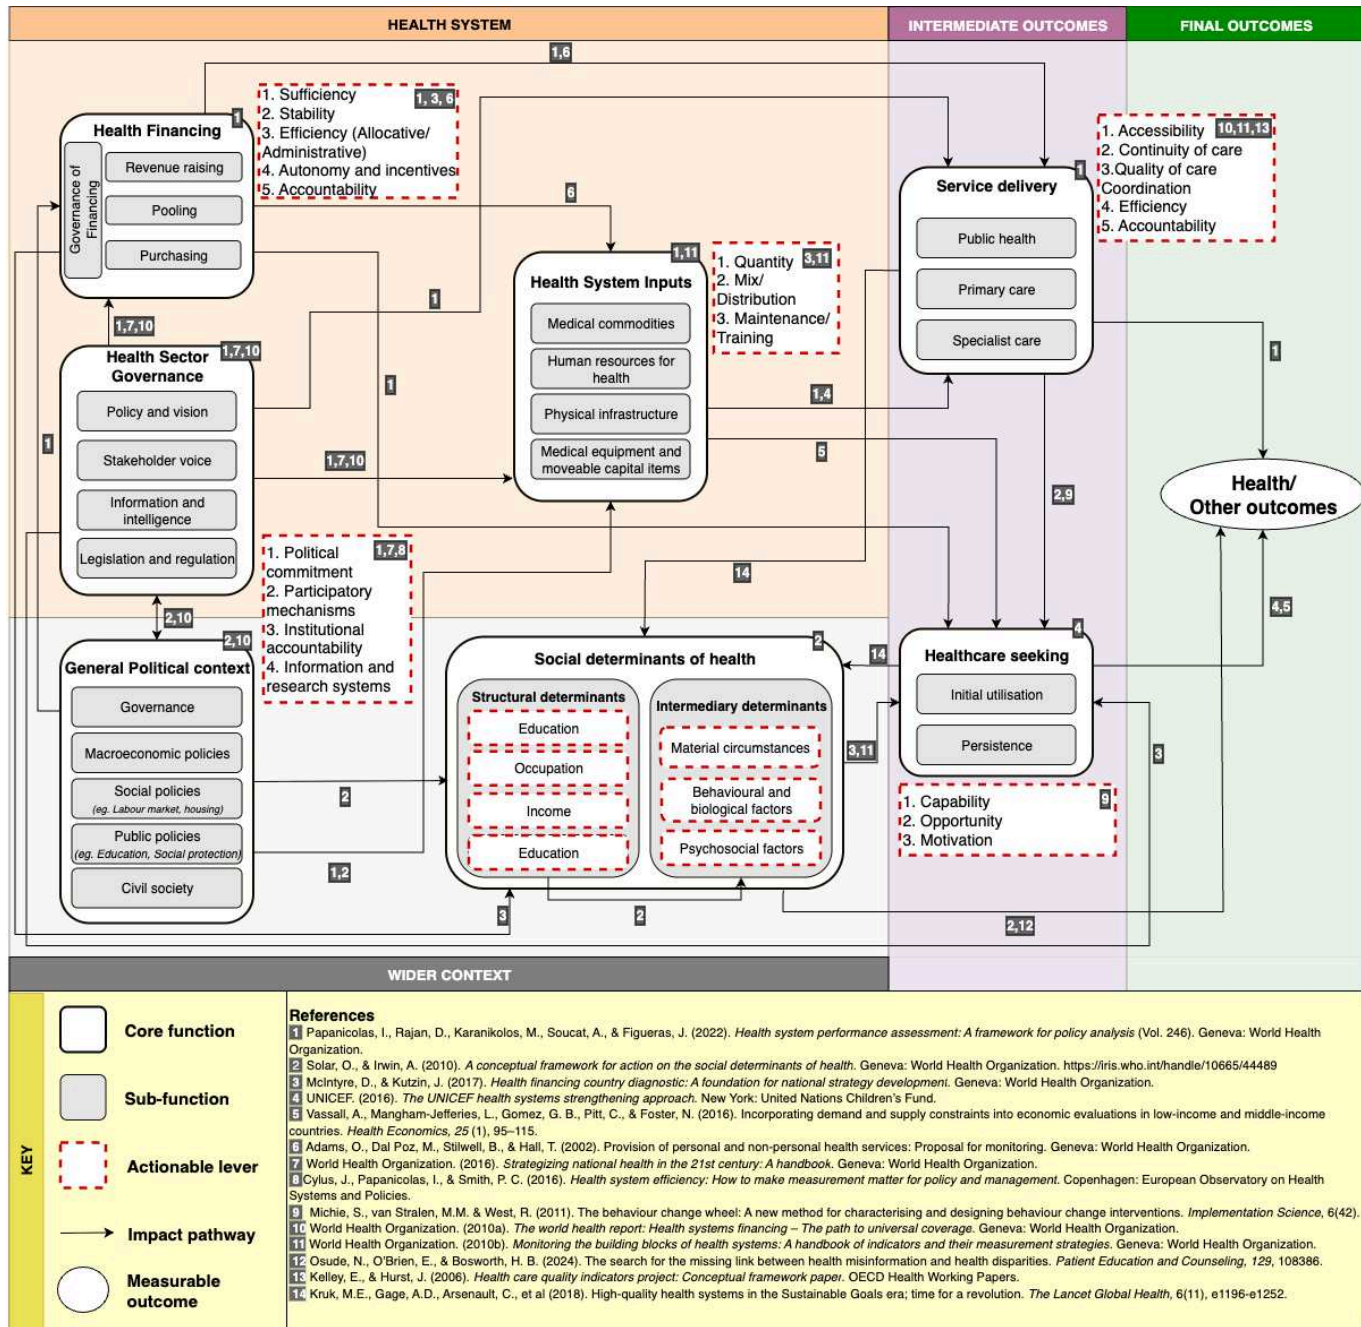 HEALTH SYSTEM
INTERMEDIATE OUTCOMES
FINAL OUTCOMES
1,6
1
Health Financing
Governance of
Financing
Revenue raising
Pooling
Purchasing
1. Sufficiency
1, 3, 6
2. Stability
3. Efficiency (Allocative/
Administrative)
4. Autonomy and incentives
5. Accountability
6
1
Service delivery
Public health
Primary care
Specialist care
1. Accessibility
10,11,13
2. Continuity of care
3.Quality of care
Coordination
4. Efficiency
5. Accountability
1,11
Health System Inputs
Medical commodities
Human resources for
health
Physical infrastructure
Medical equipment and
moveable capital items
1. Quantity
3,11
2. Mix/
Distribution
3. Maintenance/
Training
1
1,7,10
1,7,10
Health Sector
Governance
Policy and vision
Stakeholder voice
Information and
intelligence
Legislation and regulation
1
1
1,4
5
1
1,7,10
2,9
Health/
Other outcomes
1. Political
1,7,8
commitment
2. Participatory
mechanisms
3. Institutional
accountability
4. Information and
research systems
14
4,5
2,10
2,10
General Political context
Governance
Macroeconomic policies
Social policies
(eg. Labour market, housing)
Public policies
(eg. Education, Social protection)
Civil society
2
1,2
2
Social determinants of health
Structural determinants
Education
Occupation
Income
Education
Intermediary determinants
Material circumstances
Behavioural and
biological factors
Psychosocial factors
14
3,11
4
Healthcare seeking
Initial utilisation
Persistence
3
1. Capability
9
2. Opportunity
3. Motivation
3
2
2,12
WIDER CONTEXT
KEY
Core function
Sub-function
Actionable lever
Impact pathway
Measurable
outcome
References
1 Papanicolas, I., Rajan, D., Karanikolos, M., Soucat, A., & Figueras, J. (2022). Health system performance assessment: A framework for policy analysis (Vol. 246). Geneva: World Health
Organization.
2 Solar, O., & Irwin, A. (2010). A conceptual framework for action on the social determinants of health. Geneva: World Health Organization. https://iris.who.int/handle/10665/44489
3 McIntyre, D., & Kutzin, J. (2017). Health financing country diagnostic: A foundation for national strategy development. Geneva: World Health Organization.
4 UNICEF. (2016). The UNICEF health systems strengthening approach. New York: United Nations Children's Fund.
5 Vassall, A., Mangham-Jefferies, L., Gomez, G. B., Pitt, C., & Foster, N. (2016). Incorporating demand and supply constraints into economic evaluations in low-income and middle-income
countries. Health Economics, 25 (1), 95–115.
6 Adams, O., Dal Poz, M., Stilwell, B., & Hall, T. (2002). Provision of personal and non-personal health services: Proposal for monitoring. Geneva: World Health Organization.
7 World Health Organization. (2016). Strategizing national health in the 21st century: A handbook. Geneva: World Health Organization.
8 Cylus, J., Papanicolas, I., & Smith, P. C. (2016). Health system efficiency: How to make measurement matter for policy and management. Copenhagen: European Observatory on Health
Systems and Policies.
9 Michie, S., van Stralen, M.M. & West, R. (2011). The behaviour change wheel: A new method for characterising and designing behaviour change interventions. Implementation Science, 6(42).
10 World Health Organization. (2010a). The world health report: Health systems financing – The path to universal coverage. Geneva: World Health Organization.
11 World Health Organization. (2010b). Monitoring the building blocks of health systems: A handbook of indicators and their measurement strategies. Geneva: World Health Organization.
12 Osude, N., O'Brien, E., & Bosworth, H. B. (2024). The search for the missing link between health misinformation and health disparities. Patient Education and Counseling, 129, 108386.
13 Kelley, E., & Hurst, J. (2006). Health care quality indicators project: Conceptual framework paper. OECD Health Working Papers.
14 Kruk, M.E., Gage, A.D., Arsenault, C., et al (2018). High-quality health systems in the Sustainable Goals era; time for a revolution. The Lancet Global Health, 6(11), e1196-e1252.